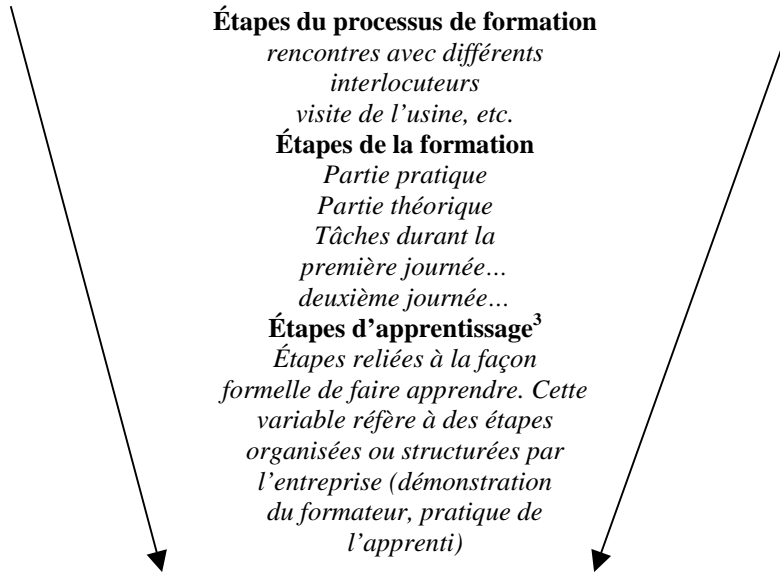 Étapes du processus de formation
rencontres avec différents
interlocuteurs
visite de l’usine, etc.
Étapes de la formation
Partie pratique
Partie théorique
Tâches durant la
première journée…
deuxième journée…
Étapes d’apprentissage³
Étapes reliées à la façon
formelle de faire apprendre. Cette
variable réfère à des étapes
organisées ou structurées par
l’entreprise (démonstration
du formateur, pratique de
l’apprenti)